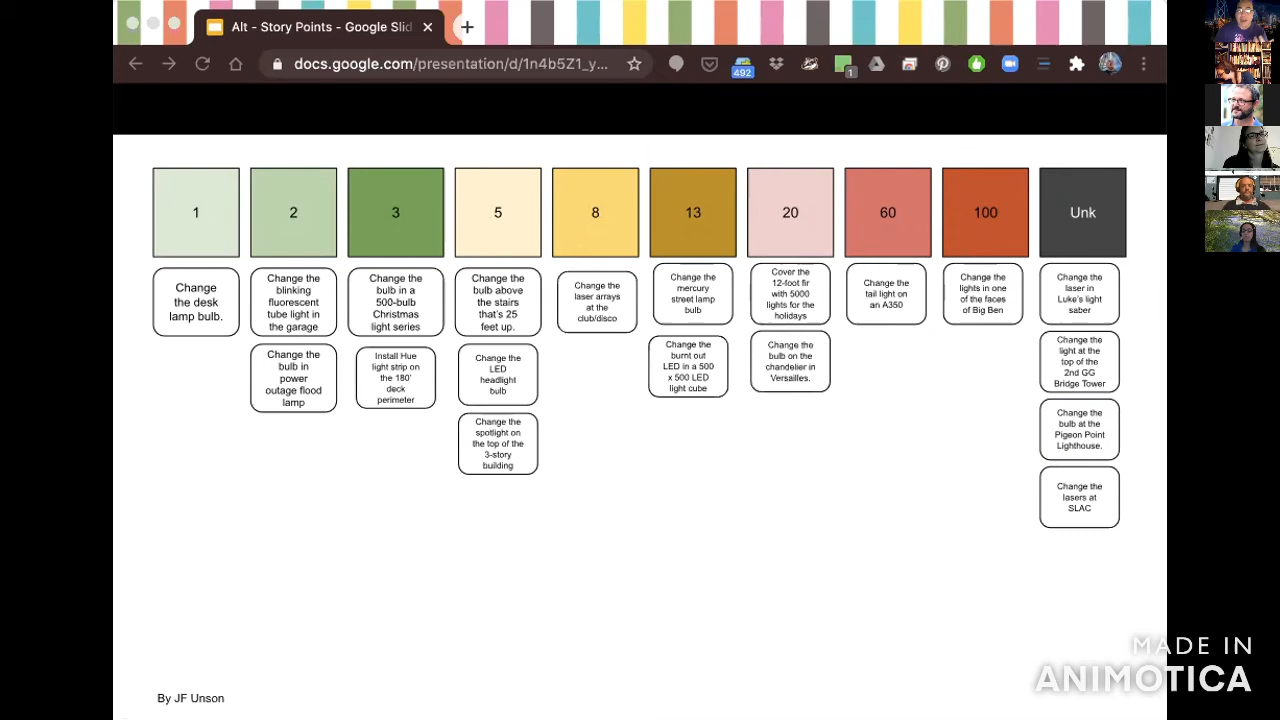 Alt - Story Points - Google Slid
docs.google.com/presentation/d/1n4b5Z1_y...
492
1
1
2
3
5
8
13
20
60
100
Unk
Change
the desk
lamp bulb.
Change the
blinking
fluorescent
tube light in
the garage
Change the
bulb in
power
outage flood
lamp
Change the
bulb in a
500-bulb
Christmas
light series
Install Hue
light strip on
the 180'
deck
perimeter
Change the
bulb above
the stairs
that's 25
feet up.
Change the
LED
headlight
bulb
Change the
spotlight on
the top of the
3-story
building
Change the
laser arrays
at the
club/disco
Change the
mercury
street lamp
bulb
Change the
burnt out
LED in a 500
x 500 LED
light cube
Cover the
12-foot fir
with 5000
lights for the
holidays
Change the
bulb on the
chandelier in
Versailles.
Change the
tail light on
an A350
Change the
lights in one
of the faces
of Big Ben
Change the
laser in
Luke's light
saber
Change the
light at the
top of the
2nd GG
Bridge Tower
Change the
bulb at the
Pigeon Point
Lighthouse.
Change the
lasers at
SLAC
By JF Unson
MADE IN
ANIMOTICA